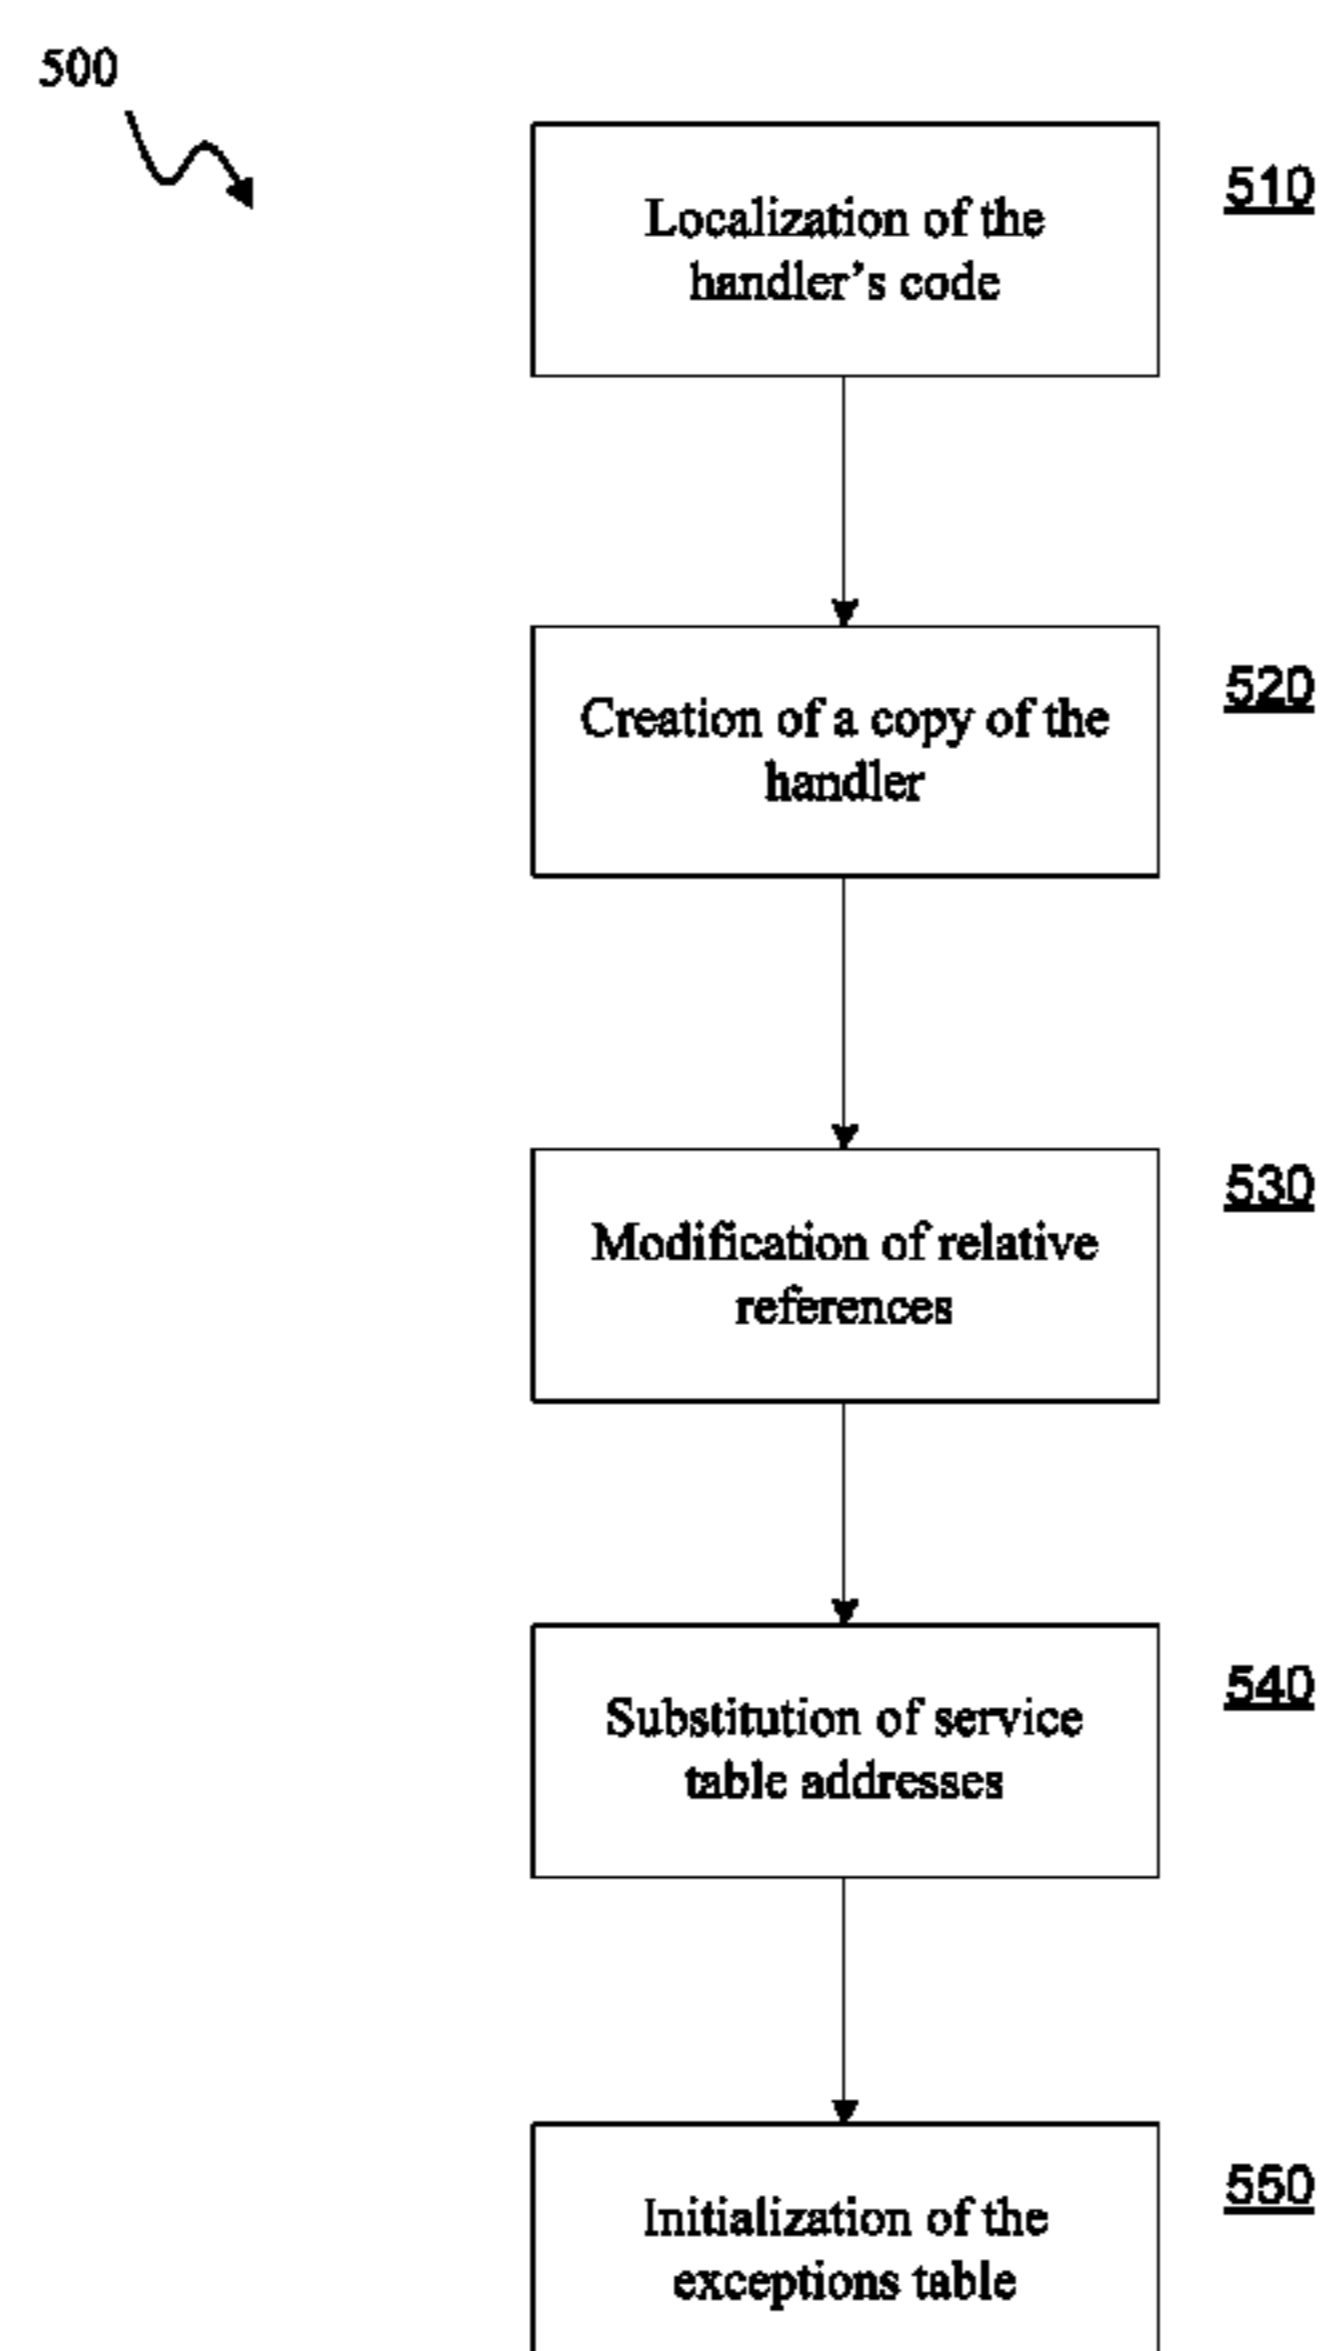 500
510
Localization of the
handler's code
520
Creation of a copy of the
handler
530
Modification of relative
references
540
Substitution of service
table addresses
550
Initialization of the
exceptions table